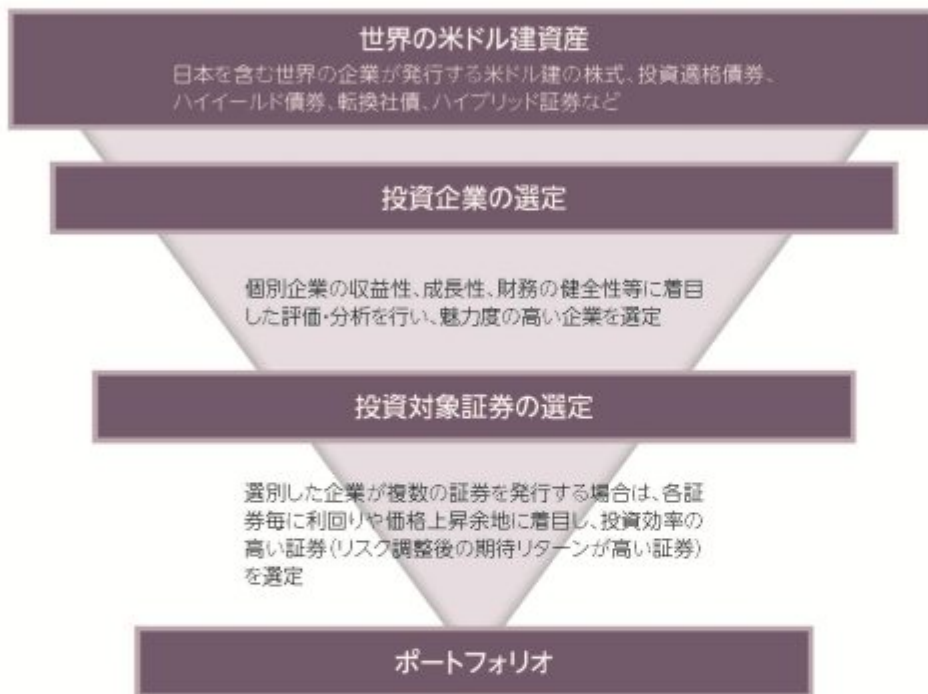 世界の米ドル建資産
日本を含む世界の企業が発行する米ドル建の株式、投資適格債券、
ハイイールド債券、転換社債、ハイブリッド証券など
投資企業の選定
個別企業の収益性、成長性、財務の健全性等に着目
した評価・分析を行い、魅力度の高い企業を選定
投資対象証券の選定
選別した企業が複数の証券を発行する場合は、各証
券毎に利回りや価格上昇余地に着目し、投資効率の
高い証券(リスク調整後の期待リターンが高い証券)
を選定
ポートフォリオ